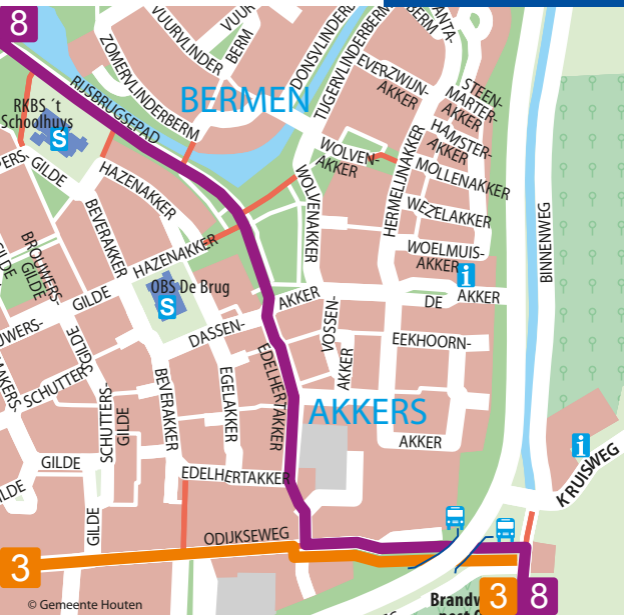 8
VUURVLINDER
BERM
VUUR
BERM
ZOMERVLINDERBERM
DONSVLINDER
TIJGERVLINDERBERM
BERMEN
RIJSBRUGSEPAD
RKBS ´t
Schoolhuys
S
GILDE
EVERZWIJN-
AKKER
STEEN-
MARTER-
AKKER
HAMSTER-
AKKER
WOLVEN-
AKKER
MOLLENAKKER
HERMELIJNAKKER
WEZELAKKER
WOELMUIS-
AKKER
i
BINNENWEG
HAZENAKKER
BEVERAKKER
HAZENAKKER
WOLVENAKKER
BROUWERS-
GILDE
GILDE
OBS De Brug
S
DASSEN-
AKKER
DE AKKER
VOSSEN-
AKKER
EEKHOORN-
AKKER
EDELHERTAKKER
AKKERS
SCHUTTERS-
GILDE
SCHUTTERS-
GILDE
BEVERAKKER
EGELAKKER
EDELHERTAKKER
GILDE
GILDE
i
KRUISWEG
ODIJKSEWEG
3
3
8
© Gemeente Houten